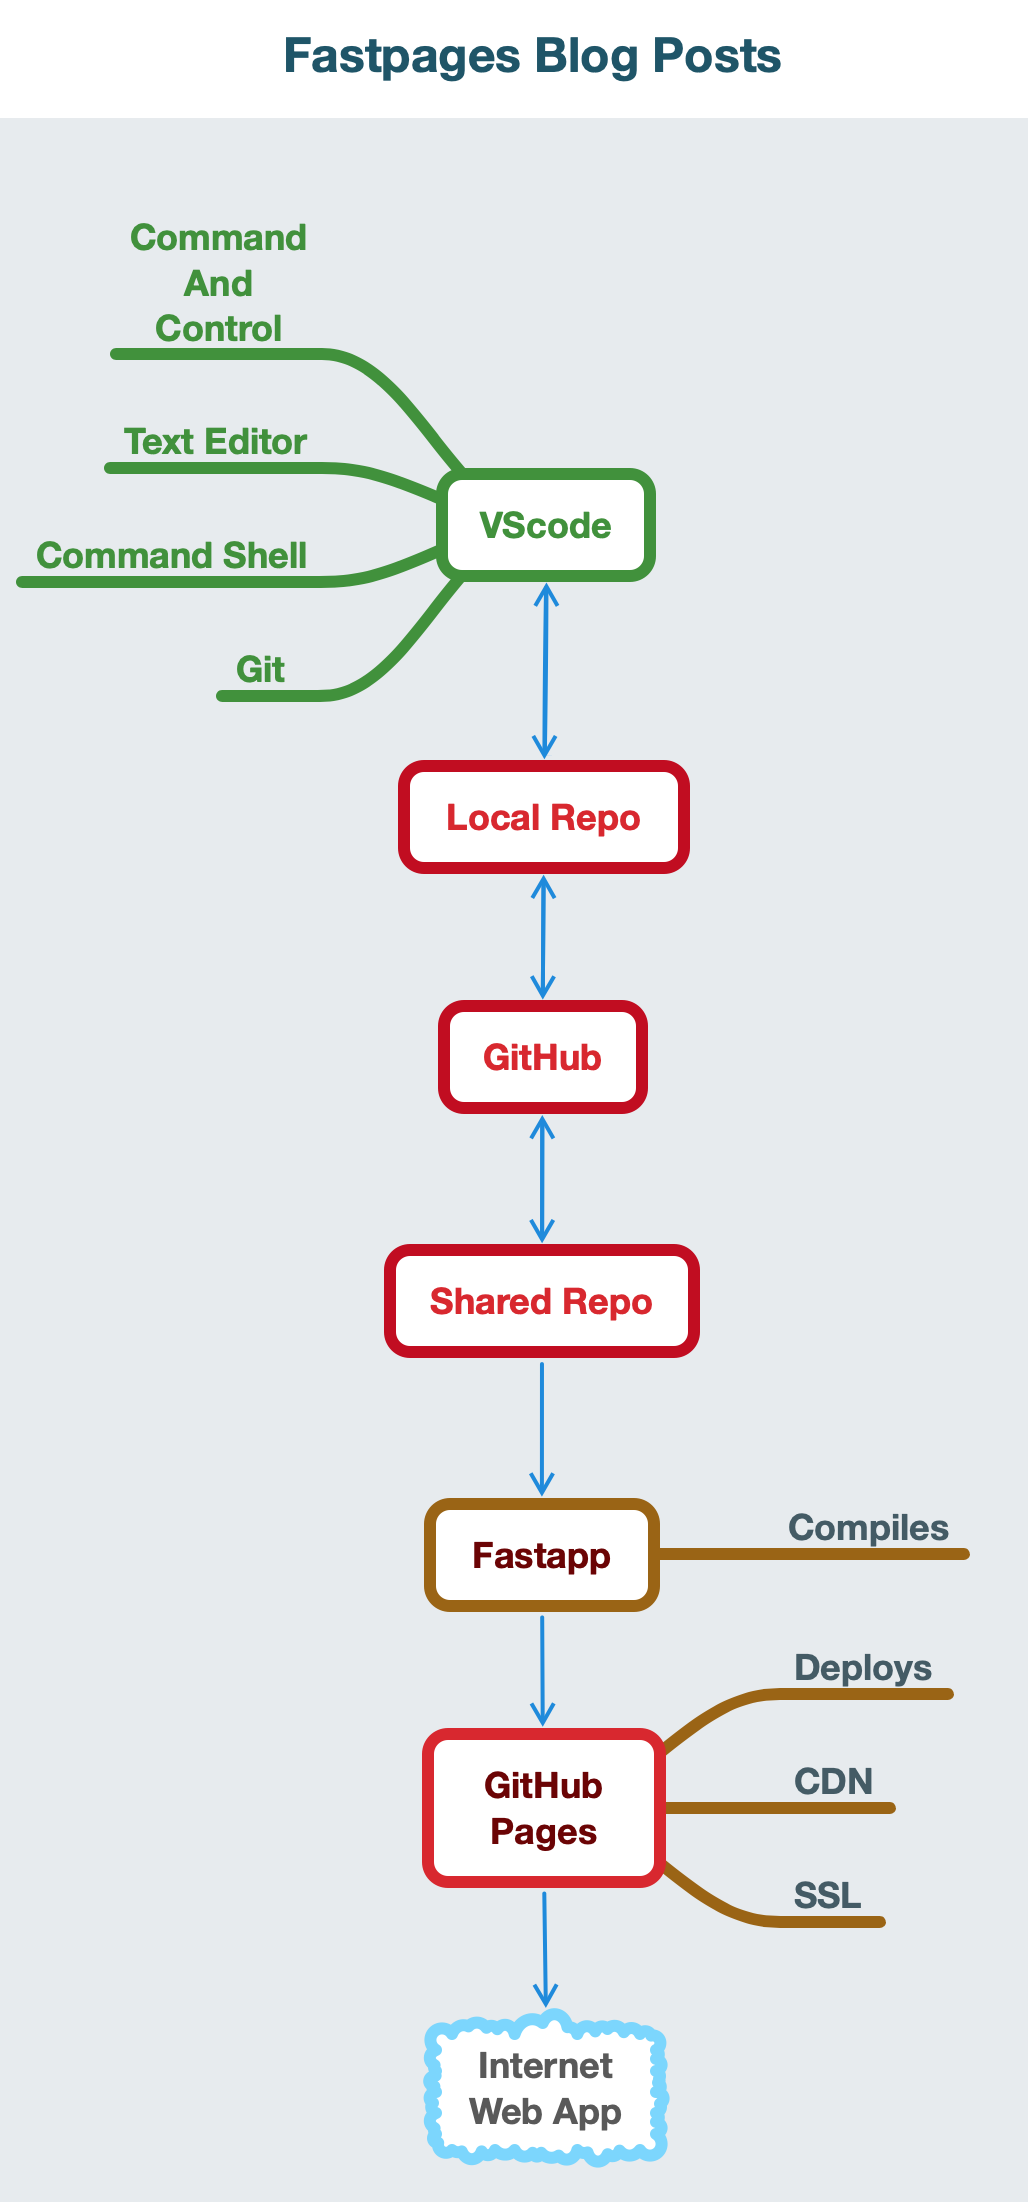 Fastpages Blog Posts
Command
And
Control
Text Editor
VScode
Command Shell
Git
Local Repo
GitHub
Shared Repo
Compiles
Fastapp
Deploys
GitHub
Pages
CDN
SSL
Internet
Web App